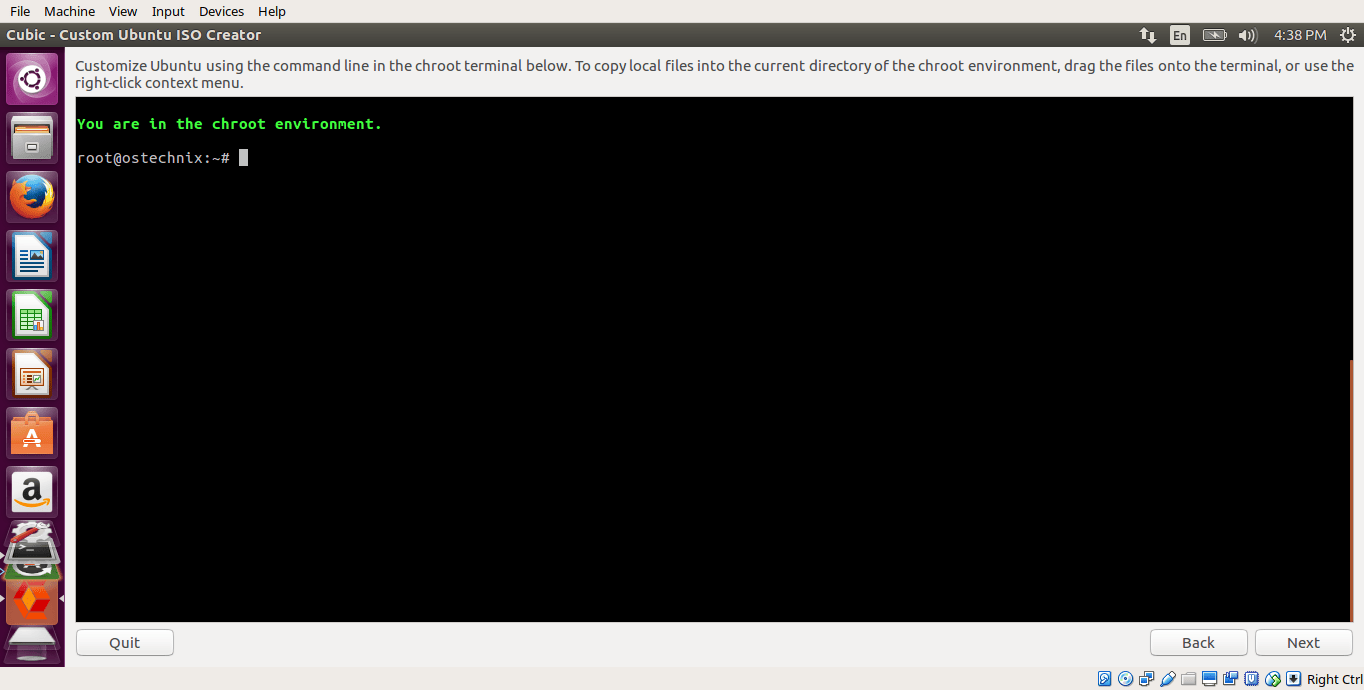 File Machine View Input Devices Help
Cubic - Custom Ubuntu ISO Creator En 4:38 PM
Customize Ubuntu using the command line in the chroot terminal below. To copy local files into the current directory of the chroot environment, drag the files onto the terminal, or use the
right-click context menu.
You are in the chroot environment.
root@ostechnix:~#
Quit Back Next
Right Ctrl